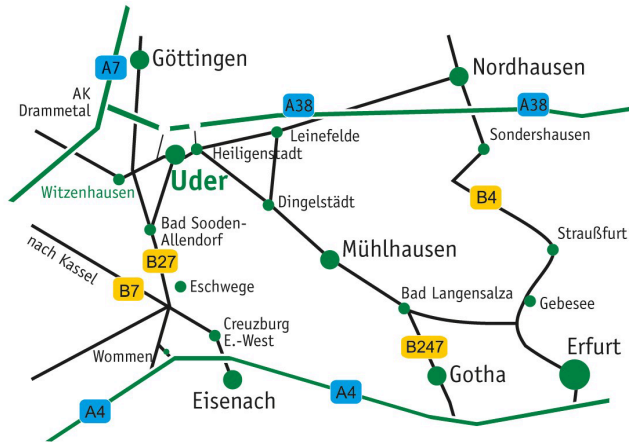 Göttingen
A7
AK
Drammetal
Nordhausen
A38
A38
Leinefelde
Sondershausen
Heiligenstadt
Uder
Witzenhausen
B4
Dingelstädt
Bad Sooden-
Allendorf
Straußfurt
nach Kassel
B27
Mühlhausen
B7
Eschwege
Bad Langensalza
Gebesee
Creuzburg
E.-West
Wommen
B247
Erfurt
Eisenach
Gotha
A4
A4